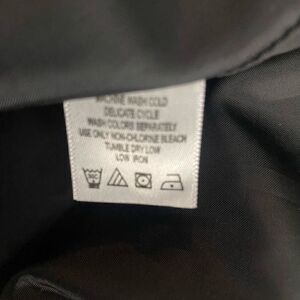 MACHINE WASH COLD
DELICATE CYCLE
WASH COLORS SEPARATELY
USE ONLY NON-CHLORINE BLEACH
TUMBLE DRY LOW
LOW IRON